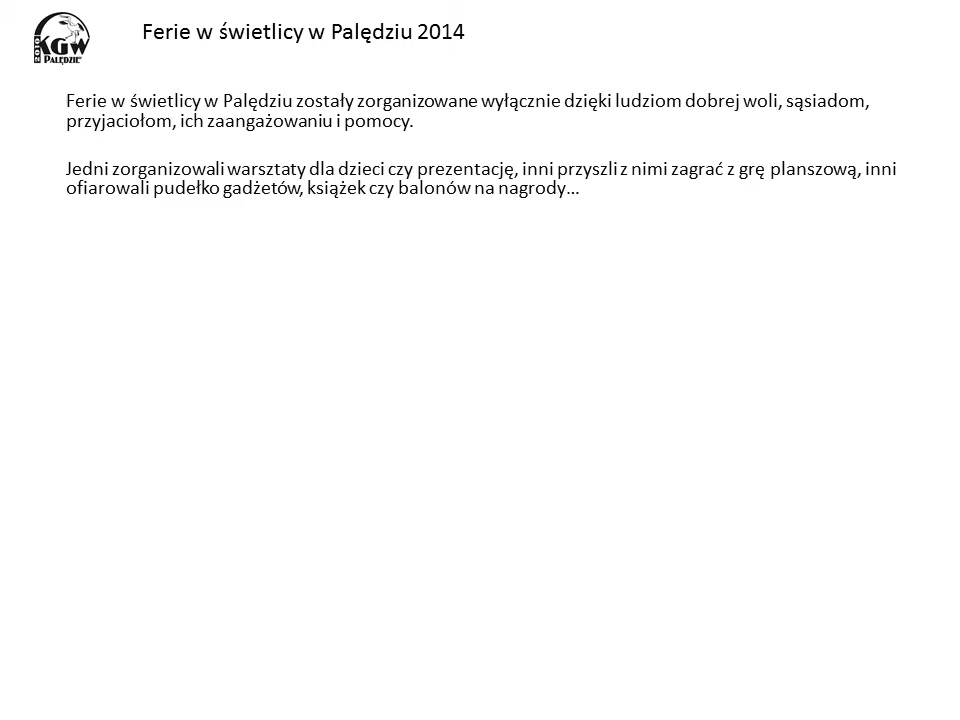 2010
KGW
PALĘDZIE
Ferie w świetlicy w Palędziu 2014
Ferie w świetlicy w Palędziu zostały zorganizowane wyłącznie dzięki ludziom dobrej woli, sąsiadom,
przyjaciołom, ich zaangażowaniu i pomocy.
Jedni zorganizowali warsztaty dla dzieci czy prezentację, inni przyszli z nimi zagrać z grę planszową, inni
ofiarowali pudełko gadżetów, książek czy balonów na nagrody...